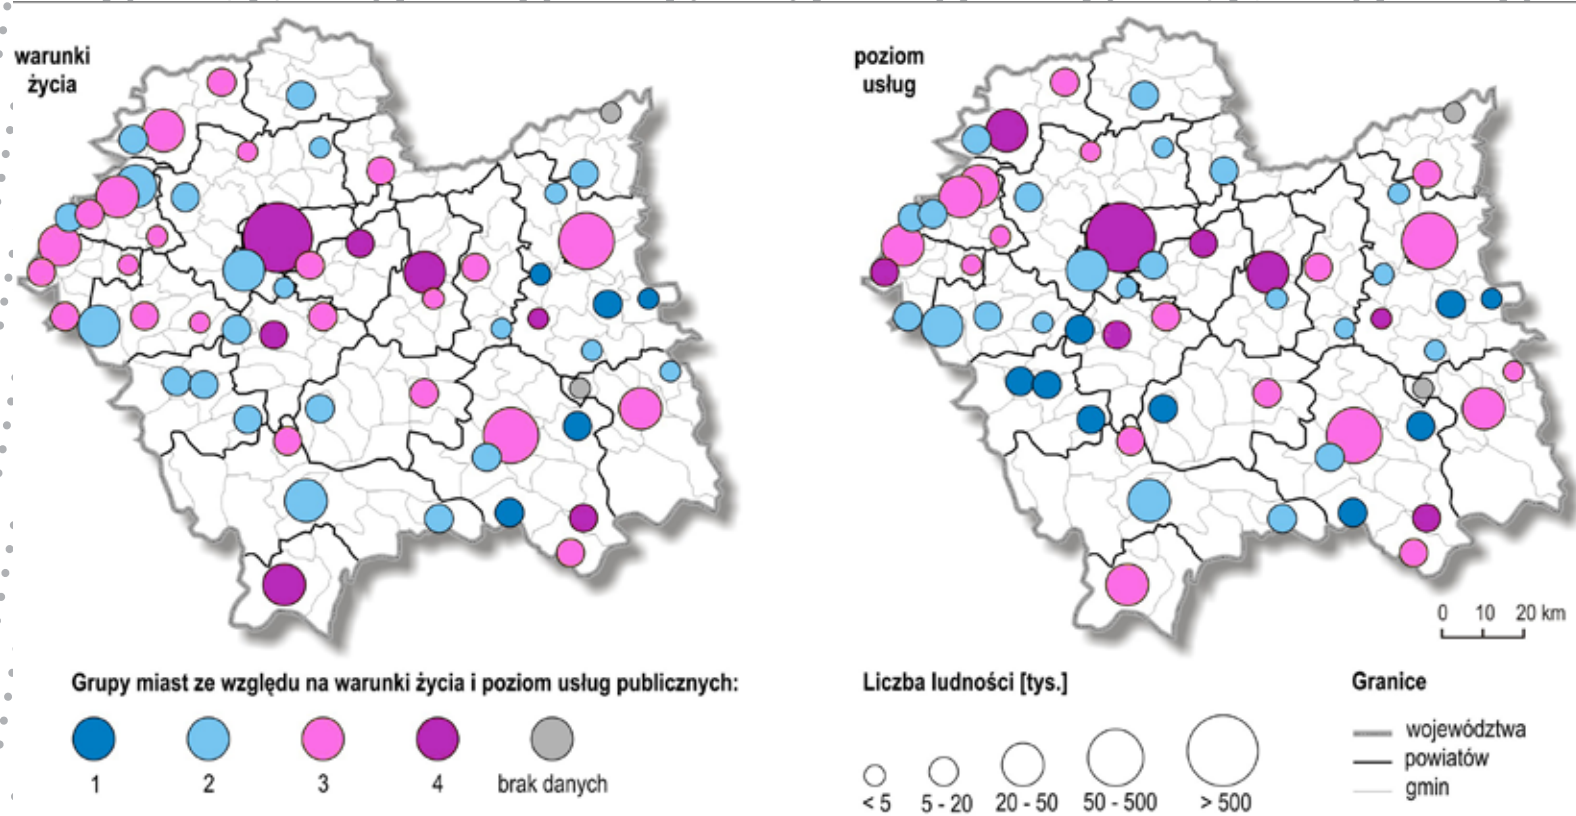 warunki
życia
poziom
usług
0 10 20 km
Grupy miast ze względu na warunki życia i poziom usług publicznych:
1 2 3 4 brak danych
Liczba ludności [tys.]
< 5 5 - 20 20 - 50 50 - 500 > 500
Granice
województwa
powiatów
gmin